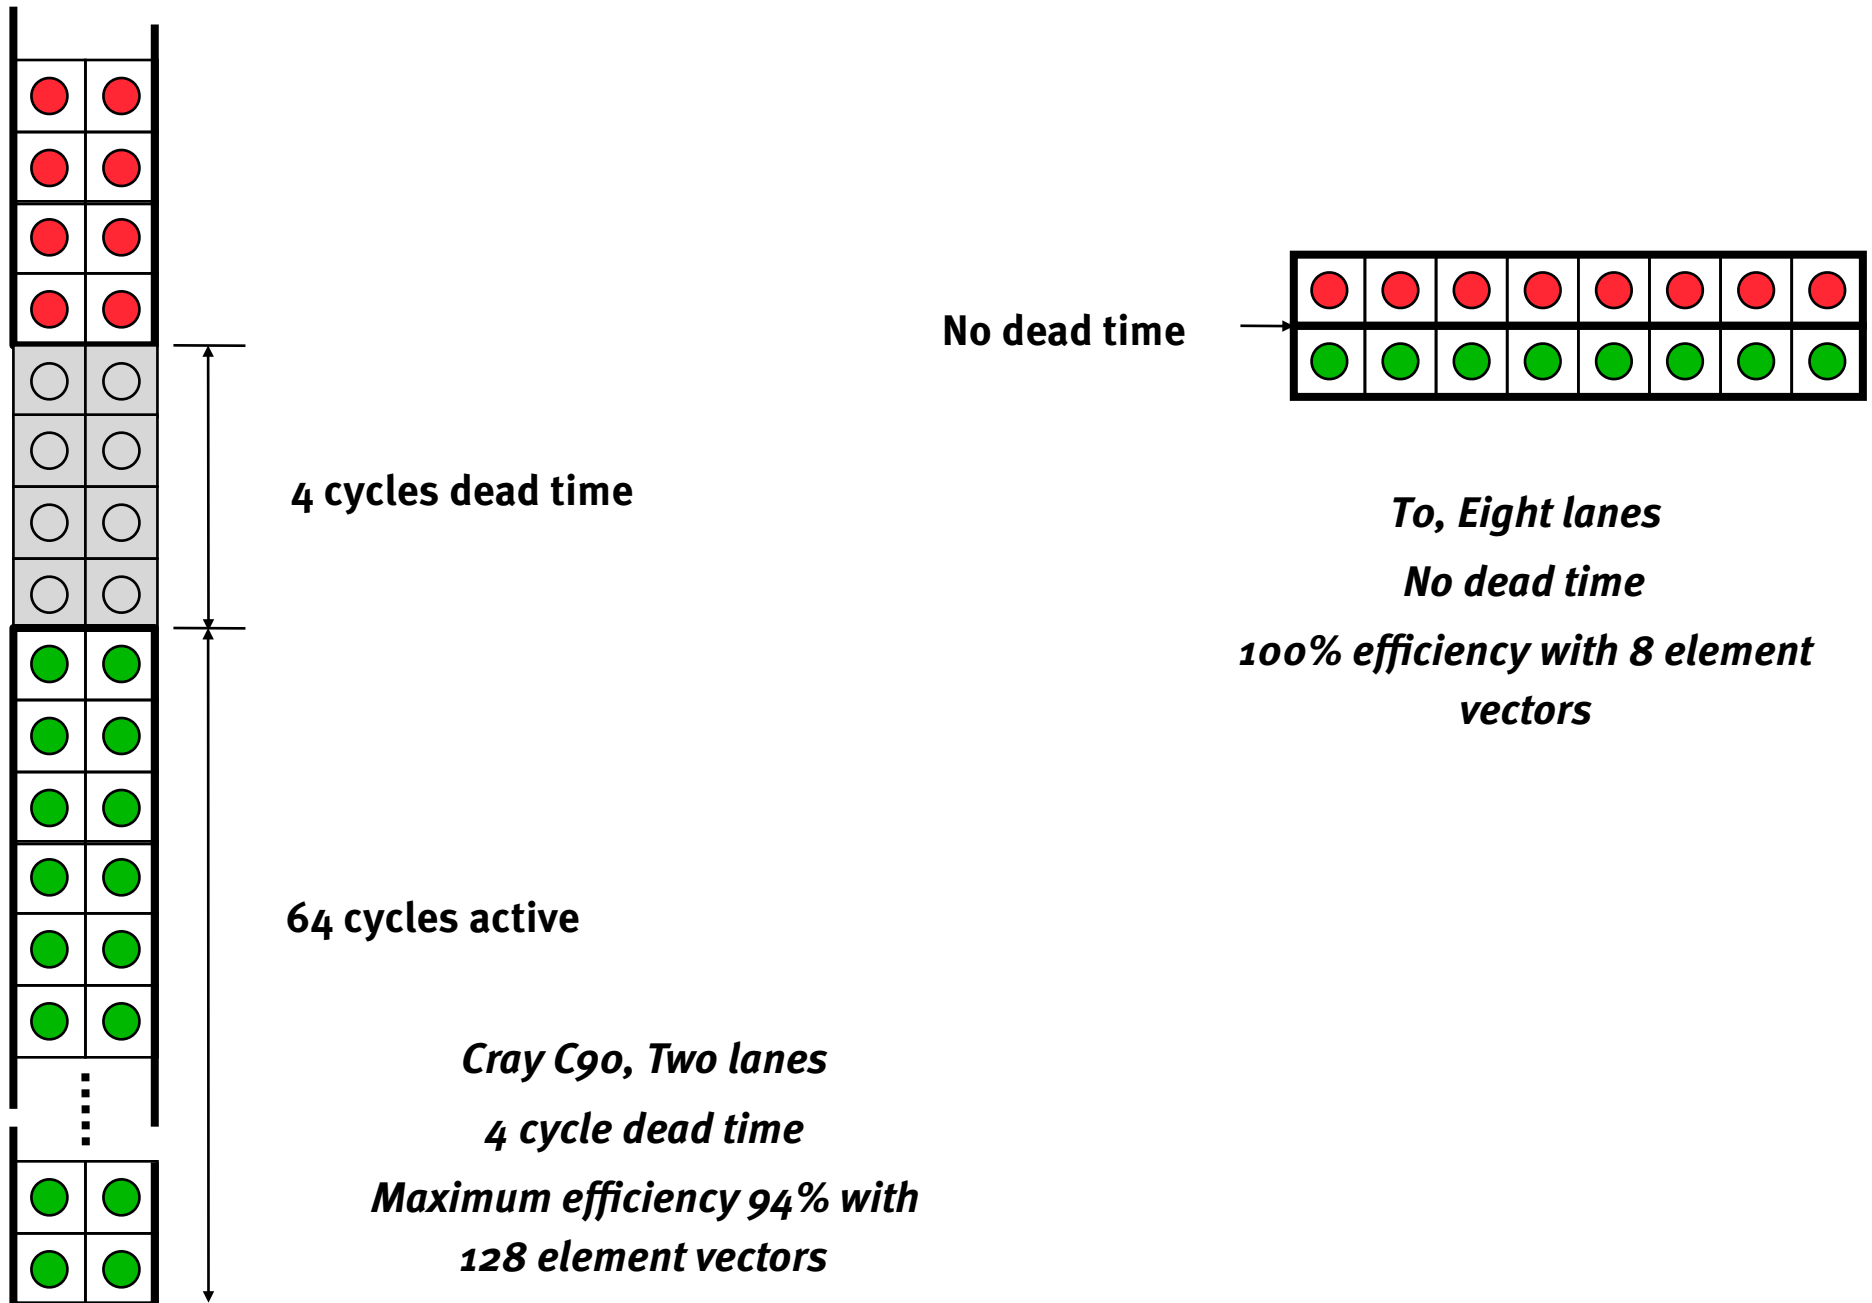 No dead time
4 cycles dead time
To, Eight lanes
No dead time
100% efficiency with 8 element
vectors
64 cycles active
Cray C90, Two lanes
4 cycle dead time
Maximum efficiency 94% with
128 element vectors